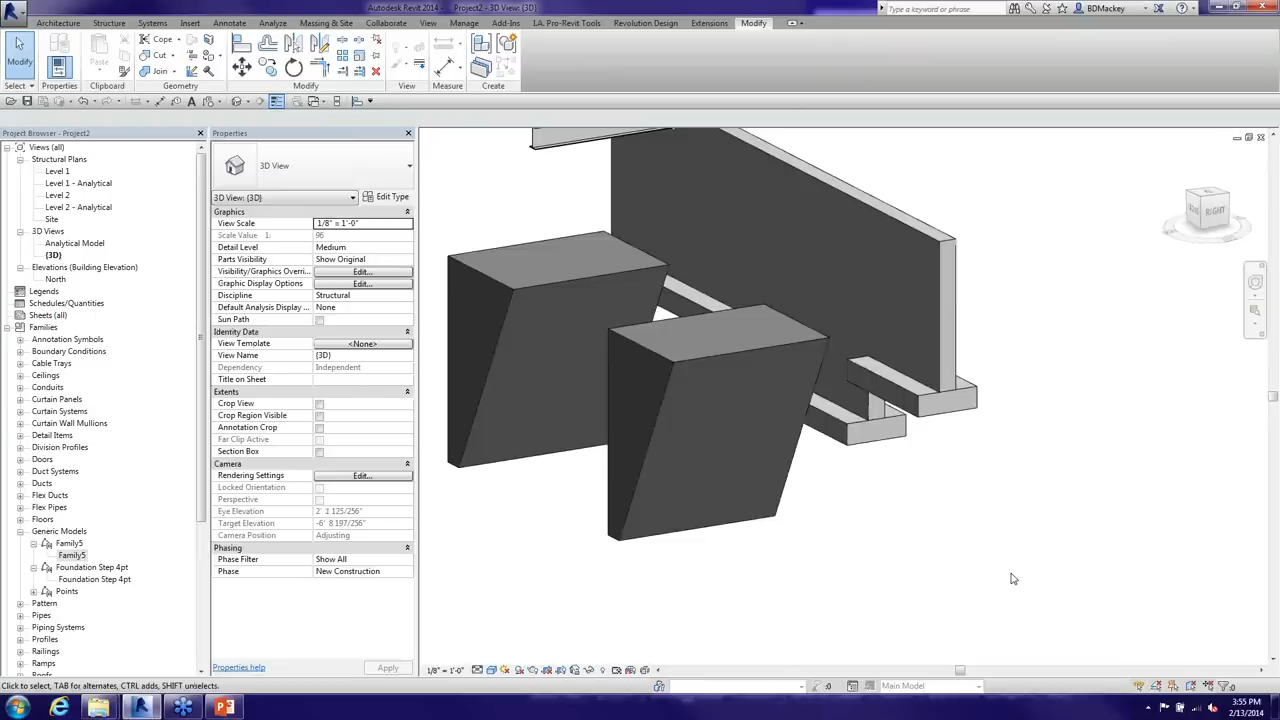 Autodesk Revit 2014 - Project2 - 3D View: {3D}
Type a keyword or phrase
BDMackey
Architecture Structure Systems Insert Annotate Analyze Massing & Site Collaborate View Manage Add-Ins I.A. Pro-Revit Tools Revolution Design Extensions Modify
Modify
Paste
Cope
Cut
Join
Select Properties Clipboard Geometry Modify View Measure Create
Project Browser - Project2
Views (all)
Structural Plans
Level 1
Level 1 - Analytical
Level 2
Level 2 - Analytical
Site
3D Views
Analytical Model
{3D}
Elevations (Building Elevation)
North
Legends
Schedules/Quantities
Sheets (all)
Families
Annotation Symbols
Boundary Conditions
Cable Trays
Ceilings
Conduits
Curtain Panels
Curtain Systems
Curtain Wall Mullions
Detail Items
Division Profiles
Doors
Duct Systems
Ducts
Flex Ducts
Flex Pipes
Floors
Generic Models
Family5
Family5
Foundation Step 4pt
Foundation Step 4pt
Points
Pattern
Pipes
Piping Systems
Profiles
Railings
Ramps
Roofs
Properties
3D View
3D View: {3D}
Edit Type
Graphics
View Scale 1/8" = 1'-0"
Scale Value 1: 96
Detail Level Medium
Parts Visibility Show Original
Visibility/Graphics Overri... Edit...
Graphic Display Options Edit...
Discipline Structural
Default Analysis Display ... None
Sun Path
Identity Data
View Template <None>
View Name {3D}
Dependency Independent
Title on Sheet
Extents
Crop View
Crop Region Visible
Annotation Crop
Far Clip Active
Section Box
Camera
Rendering Settings Edit...
Locked Orientation
Perspective
Eye Elevation 2' 1 125/256"
Target Elevation -6' 8 197/256"
Camera Position Adjusting
Phasing
Phase Filter Show All
Phase New Construction
Properties help
Apply
RIGHT
1/8" = 1'-0"
Click to select, TAB for alternates, CTRL adds, SHIFT unselects.
:0
Main Model
:0
3:55 PM
2/13/2014